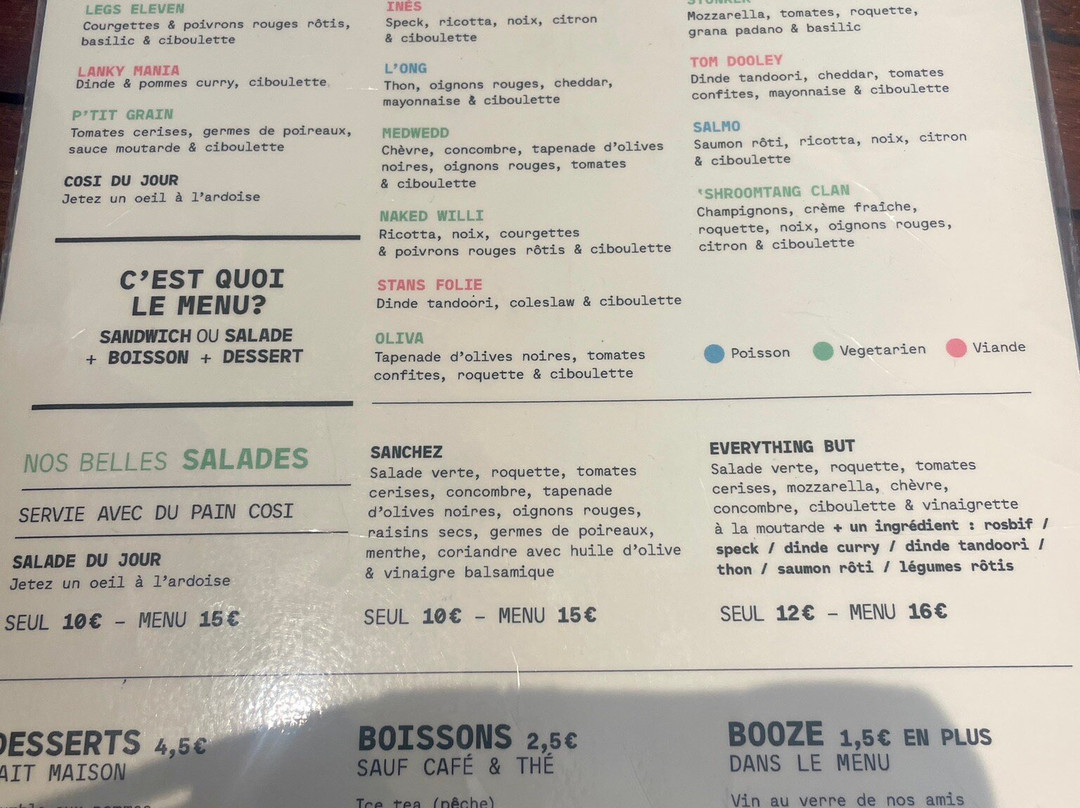 LEGS ELEVEN
Courgettes & poivrons rouges rôtis,
basilic & ciboulette
LANKY MANIA
Dinde & pommes curry, ciboulette
P'TIT GRAIN
Tomates cerises, germes de poireaux,
sauce moutarde & ciboulette
COSI DU JOUR
Jetez un oeil à l'ardoise
C'EST QUOI
LE MENU?
SANDWICH OU SALADE
+ BOISSON + DESSERT
INÈS
Speck, ricotta, noix, citron
& ciboulette
L'ONG
Thon, oignons rouges, cheddar,
mayonnaise & ciboulette
MEDWEDD
Chèvre, concombre, tapenade d'olives
noires, oignons rouges, tomates
& ciboulette
NAKED WILLI
Ricotta, noix, courgettes
& poivrons rouges rôtis & ciboulette
STANS FOLIE
Dinde tandoori, coleslaw & ciboulette
OLIVA
Tapenade d'olives noires, tomates
confites, roquette & ciboulette
Mozzarella, tomates, roquette,
grana padano & basilic
TOM DOOLEY
Dinde tandoori, cheddar, tomates
confites, mayonnaise & ciboulette
SALMO
Saumon rôti, ricotta, noix, citron
& ciboulette
'SHROOMTANG CLAN
Champignons, crème fraîche,
roquette, noix, oignons rouges,
citron & ciboulette
Poisson Vegetarien Viande
NOS BELLES SALADES
SERVIE AVEC DU PAIN COSI
SALADE DU JOUR
Jetez un oeil à l'ardoise
SEUL 10€ – MENU 15€
SANCHEZ
Salade verte, roquette, tomates
cerises, concombre, tapenade
d'olives noires, oignons rouges,
raisins secs, germes de poireaux,
menthe, coriandre avec huile d'olive
& vinaigre balsamique
SEUL 10€ – MENU 15€
EVERYTHING BUT
Salade verte, roquette, tomates
cerises, mozzarella, chèvre,
concombre, ciboulette & vinaigrette
à la moutarde + un ingrédient : rosbif /
speck / dinde curry / dinde tandoori /
thon / saumon rôti / légumes rôtis
SEUL 12€ – MENU 16€
DESSERTS 4,5€
AIT MAISON
BOISSONS 2,5€
SAUF CAFÉ & THÉ
Ice tea (pêche)
BOOZE 1,5€ EN PLUS
DANS LE MENU
Vin au verre de nos amis